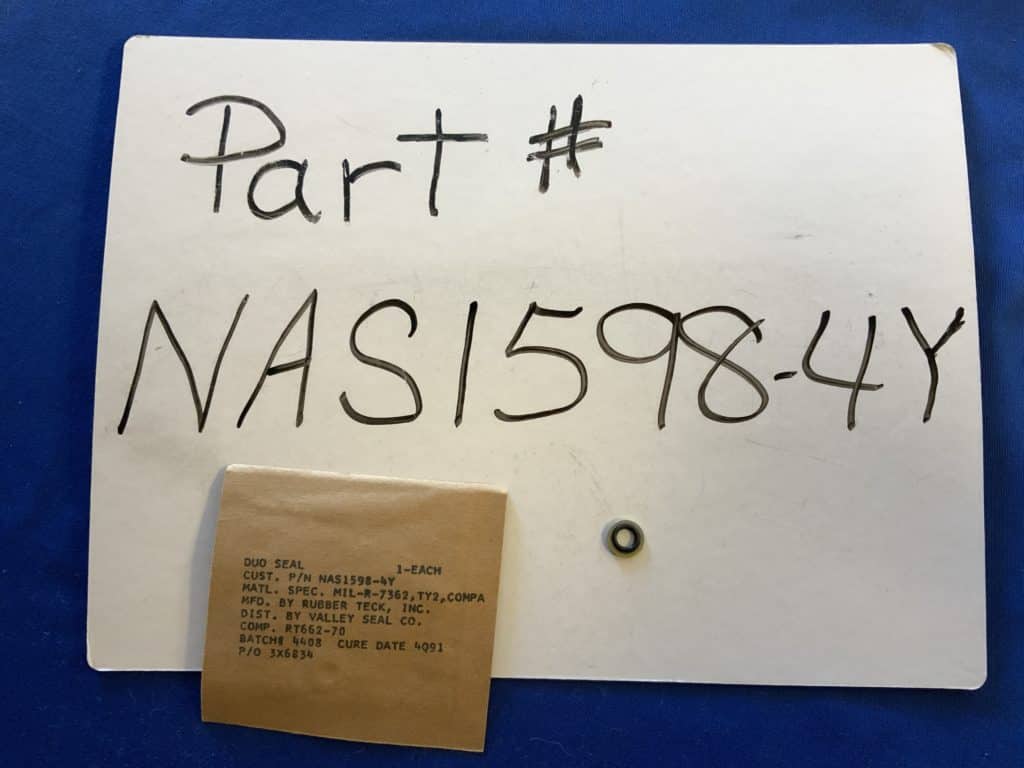 Part #
NAS1598-4Y
DUO SEAL 1-EACH
CUST. P/N NAS1598-4Y
MATL. SPEC. MIL-R-7362,TY2,COMPA
MFD. BY RUBBER TECK, INC.
DIST. BY VALLEY SEAL CO.
COMP. RT662-70
BATCH# 4408 CURE DATE 4Q91
P/O 3X6834